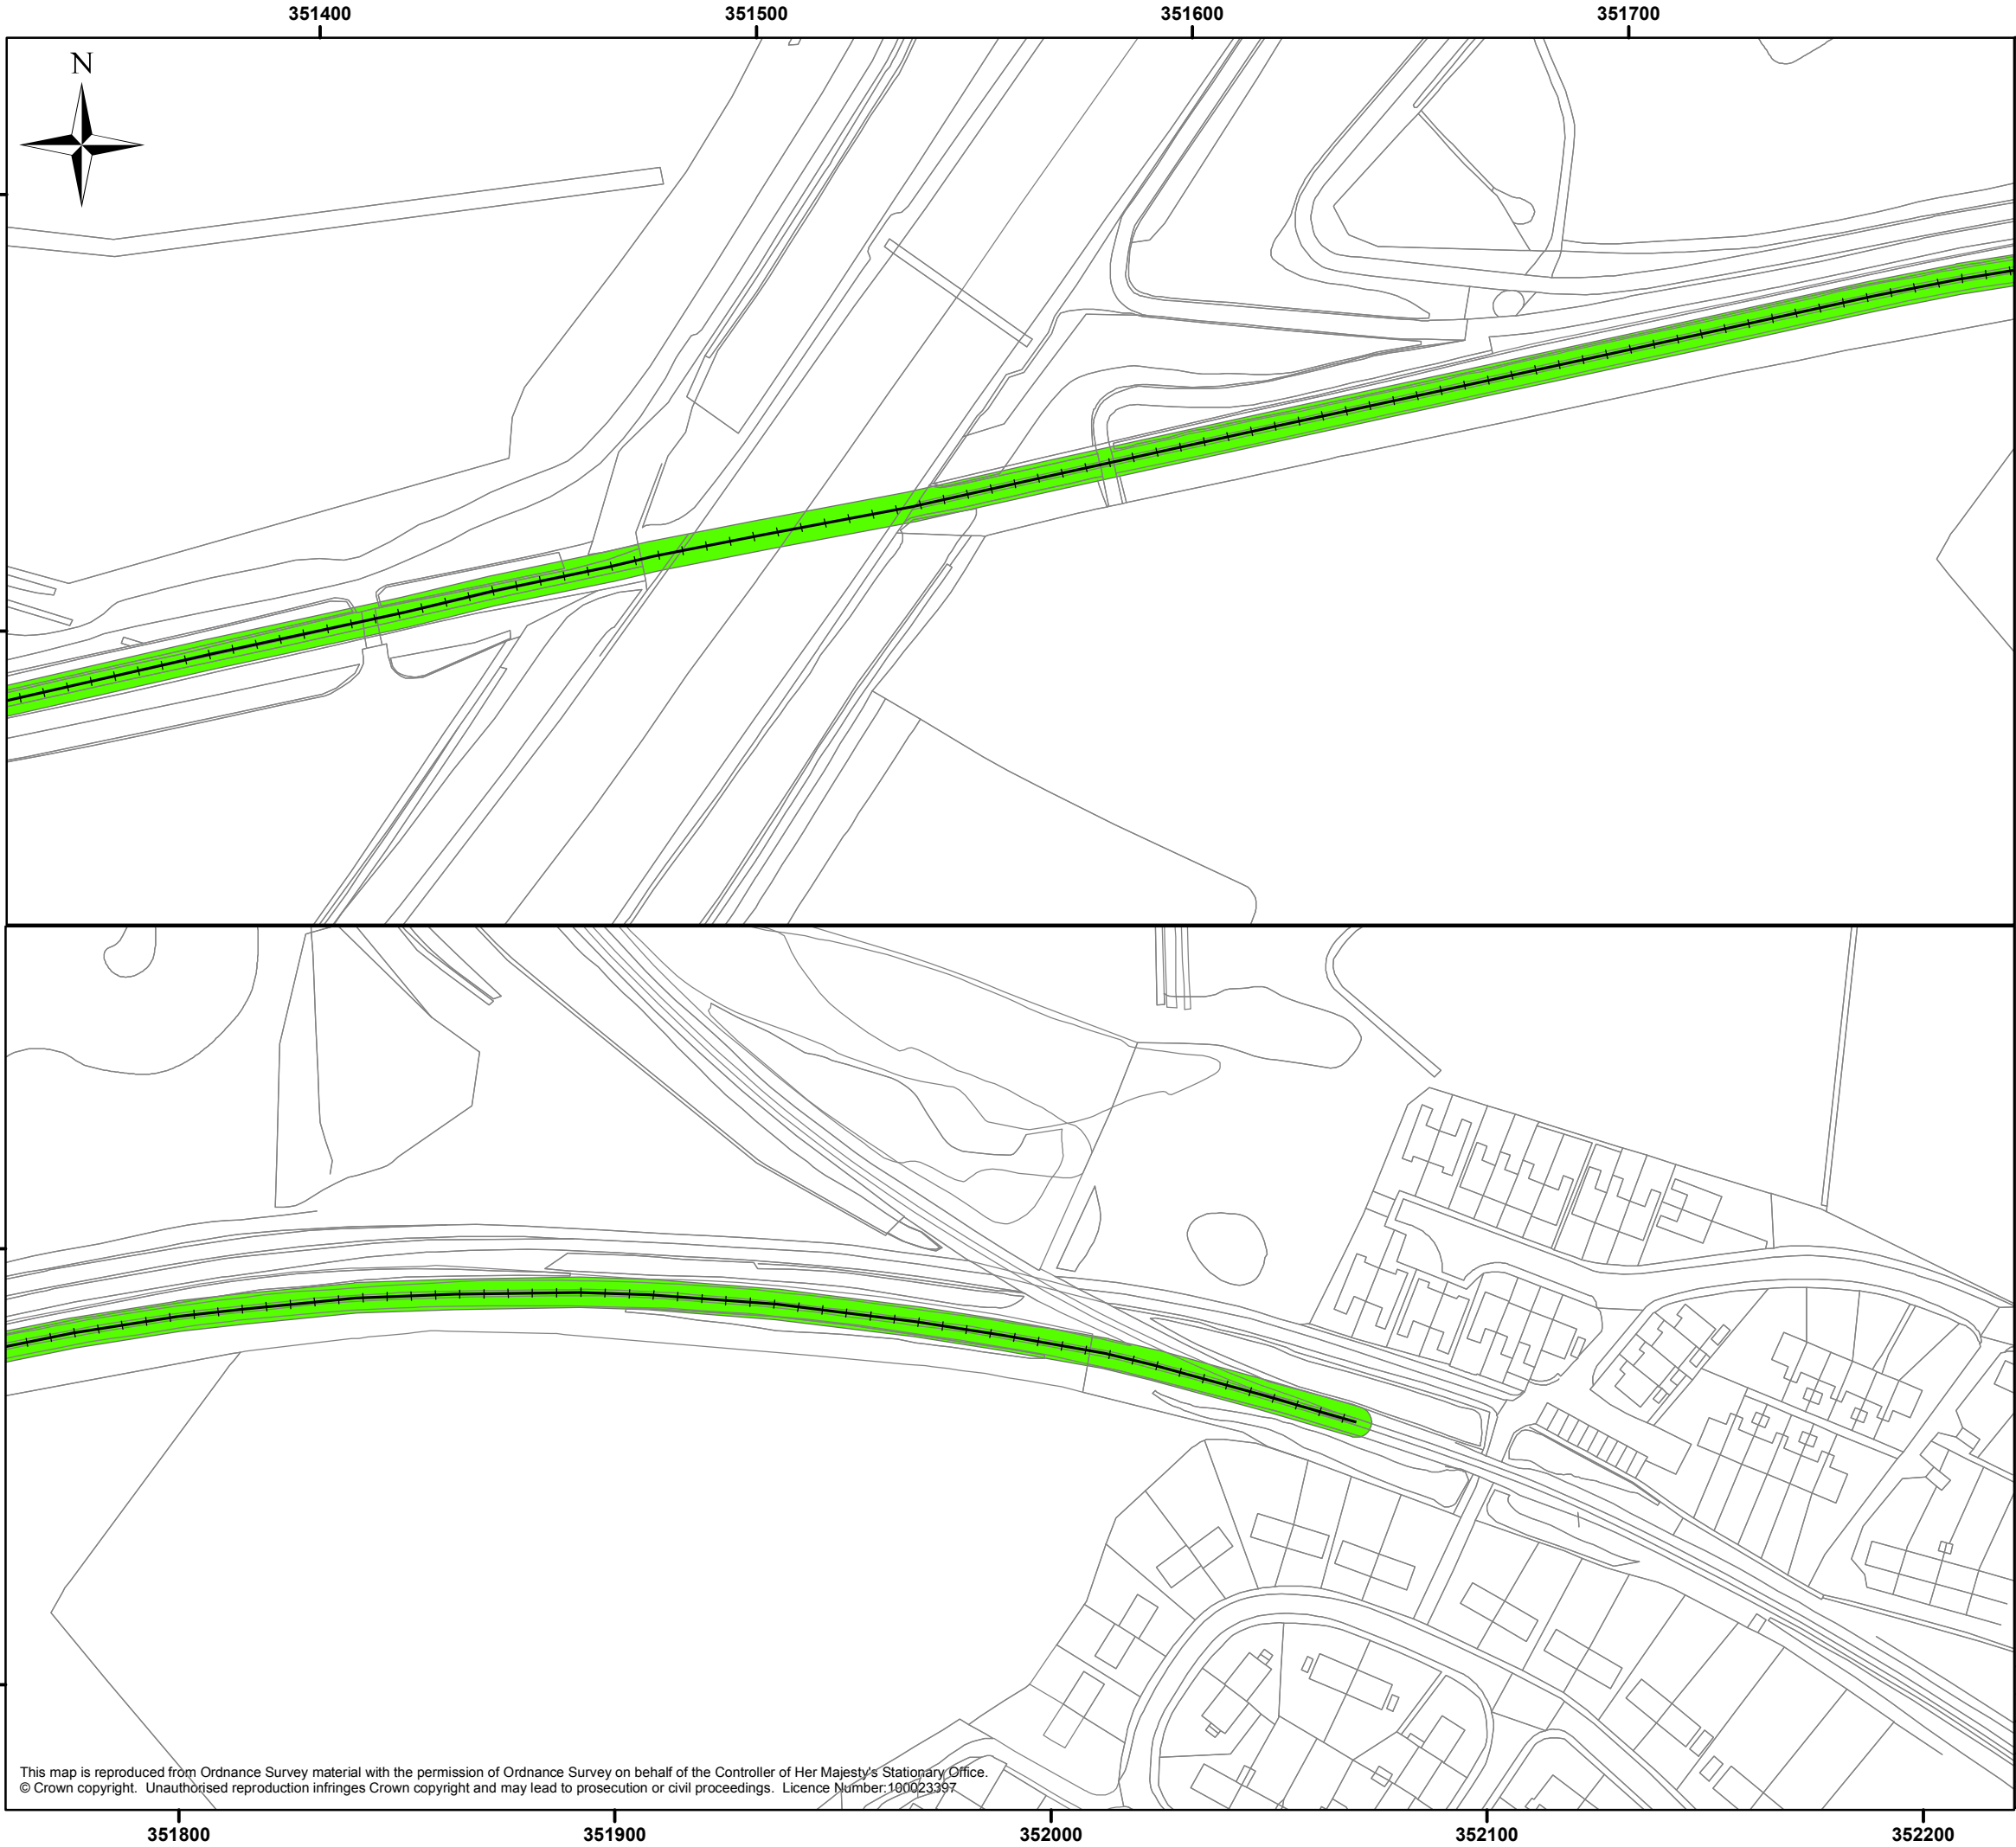 351400 351500 351600 351700
N
This map is reproduced from Ordnance Survey material with the permission of Ordnance Survey on behalf of the Controller of Her Majesty's Stationary Office.
© Crown copyright. Unauthorised reproduction infringes Crown copyright and may lead to prosecution or civil proceedings. Licence Number:100023397
351800 351900 352000 352100 352200